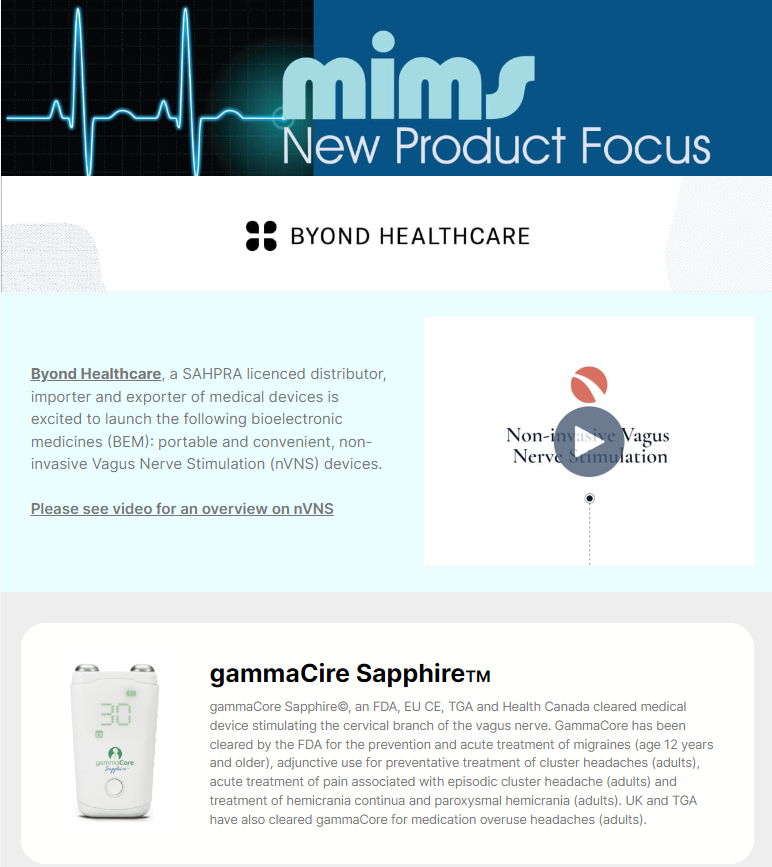 mims
New Product Focus
BYOND HEALTHCARE
Byond Healthcare, a SAHPRA licenced distributor,
importer and exporter of medical devices is
excited to launch the following bioelectronic
medicines (BEM): portable and convenient, non-
invasive Vagus Nerve Stimulation (nVNS) devices.
Please see video for an overview on nVNS
Non-invasive Vagus
Nerve Stimulation
gammaCire Sapphire™
gammaCore Sapphire©, an FDA, EU CE, TGA and Health Canada cleared medical
device stimulating the cervical branch of the vagus nerve. GammaCore has been
cleared by the FDA for the prevention and acute treatment of migraines (age 12 years
and older), adjunctive use for preventative treatment of cluster headaches (adults),
acute treatment of pain associated with episodic cluster headache (adults) and
treatment of hemicrania continua and paroxysmal hemicrania (adults). UK and TGA
have also cleared gammaCore for medication overuse headaches (adults).
30
gammaCore
Sapphire™